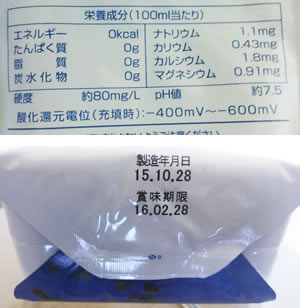 栄養成分(100ml当たり)
エネルギー 0kcal ナトリウム 1.1mg
たんぱく質 0g カリウム 0.43mg
脂質 0g カルシウム 1.8mg
炭水化物 0g マグネシウム 0.91mg
硬度 約80mg/L pH値 約7.5
酸化還元電位(充填時):−400mV〜−600mV
製造年月日
15.10.28
賞味期限
16.02.28